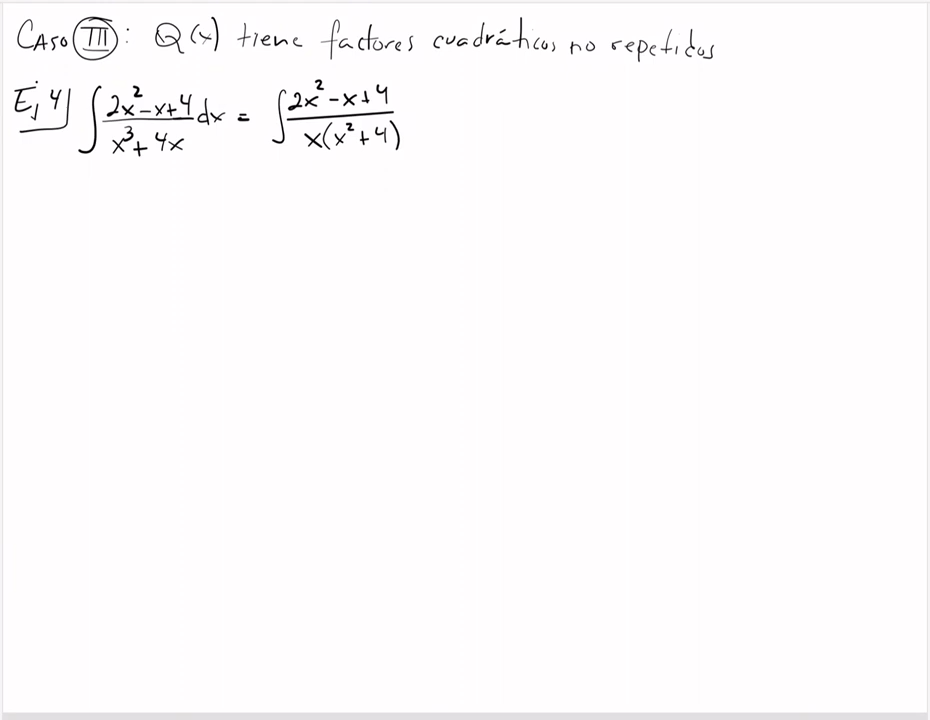 CASO III: Q(x) tiene factores cuadráticos no repetidos
Ej 4) ∫ (2x² - x + 4)/(x³ + 4x) dx = ∫ (2x² - x + 4)/(x(x² + 4))